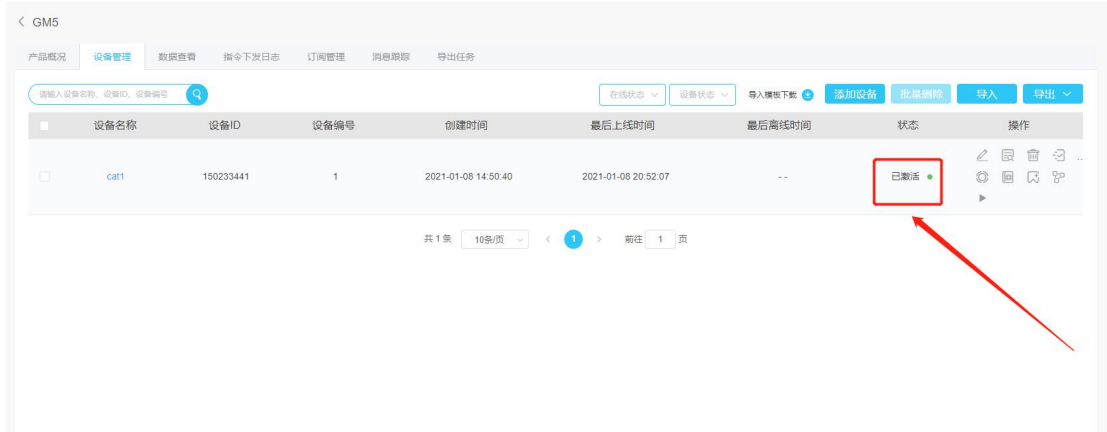 < GM5
产品概况 设备管理 数据查看 指令下发日志 订阅管理 消息跟踪 导出任务
请输入设备名称、设备ID、设备编号 在线状态 设备状态 导入模板下载 添加设备 批量删除 导入 导出
设备名称 设备ID 设备编号 创建时间 最后上线时间 最后离线时间 状态 操作
cat1 150233441 1 2021-01-08 14:50:40 2021-01-08 20:52:07 - - 已激活
共 1 条 10条/页 < 1 > 前往 1 页